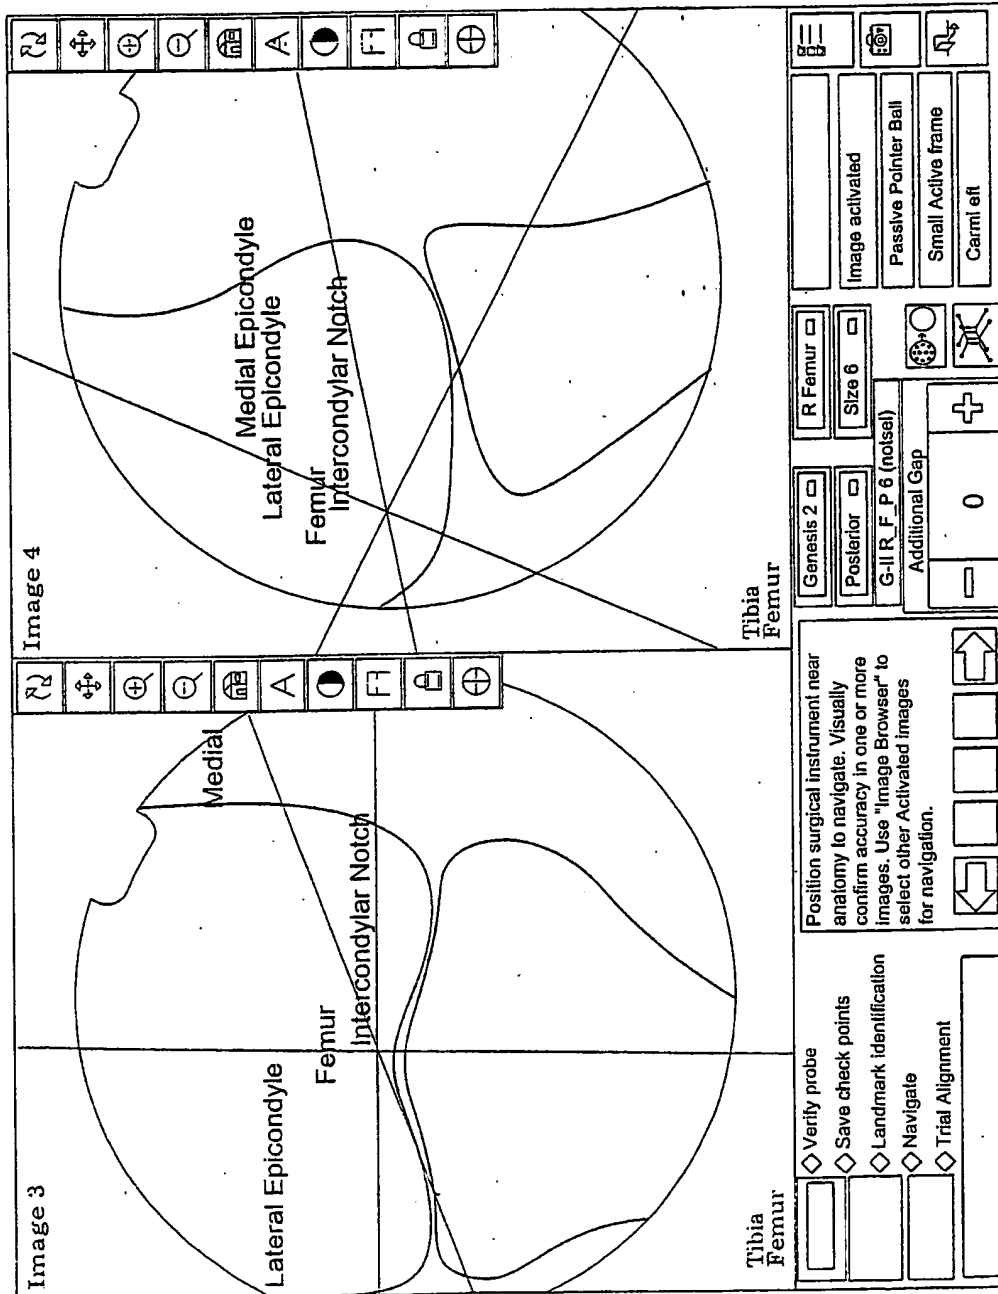 Image 3
Lateral Epicondyle
Femur
Intercondylar Notch
Medial
Tibia
Femur
Image 4
Medial Epicondyle
Lateral Epicondyle
Femur
Intercondylar Notch
Tibia
Femur
Verify probe
Save check points
Landmark identification
Navigate
Trial Alignment
Position surgical instrument near
anatomy to navigate. Visually
confirm accuracy in one or more
images. Use "Image Browser" to
select other Activated images
for navigation.
Genesis 2
R Femur
Posterior
Size 6
G-II R_F_P 6 (notsel)
Additional Gap
0
Image activated
Passive Pointer Ball
Small Active frame
Carml eft